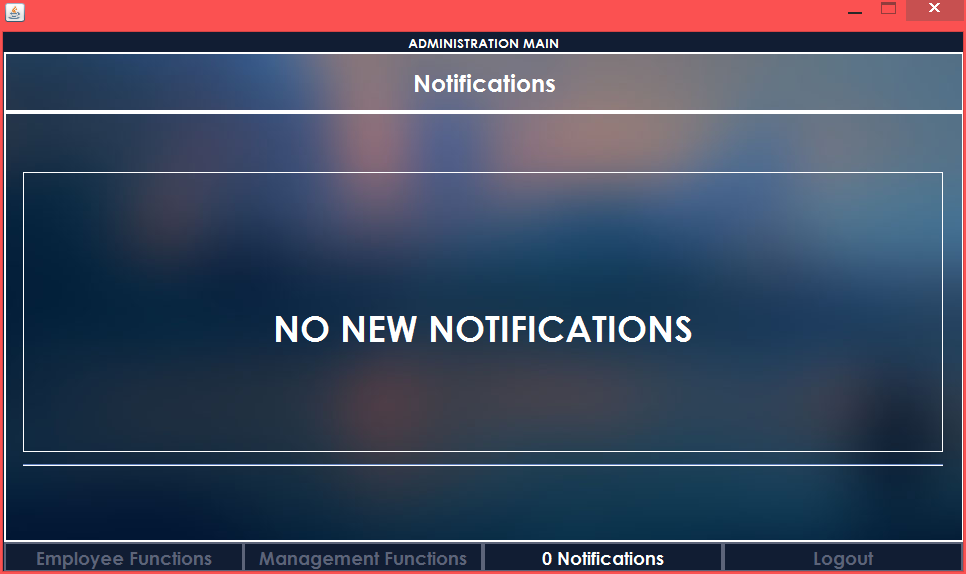 ADMINISTRATION MAIN
Notifications
NO NEW NOTIFICATIONS
Employee Functions
Management Functions
0 Notifications
Logout